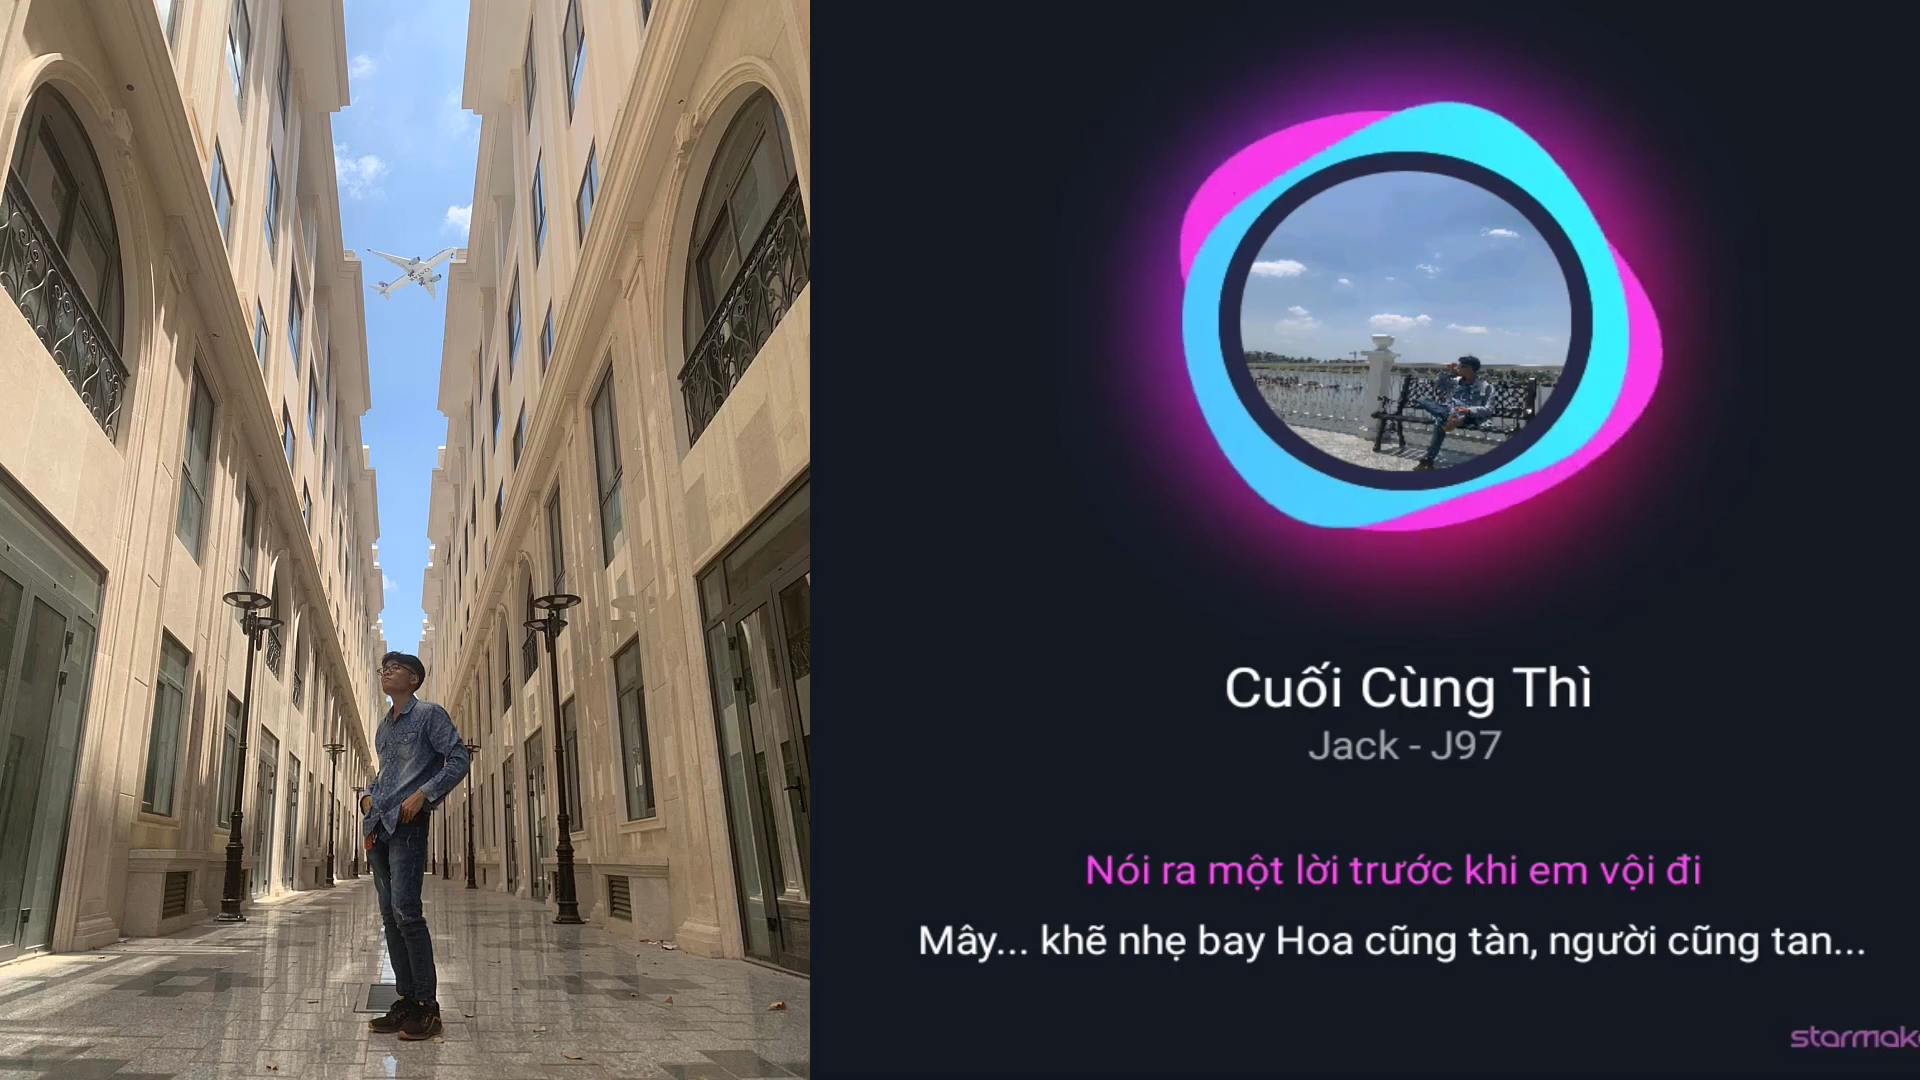 Cuối Cùng Thì
Jack - J97
Nói ra một lời trước khi em vội đi
Mây... khẽ nhẹ bay Hoa cũng tàn, người cũng tan...
starmake